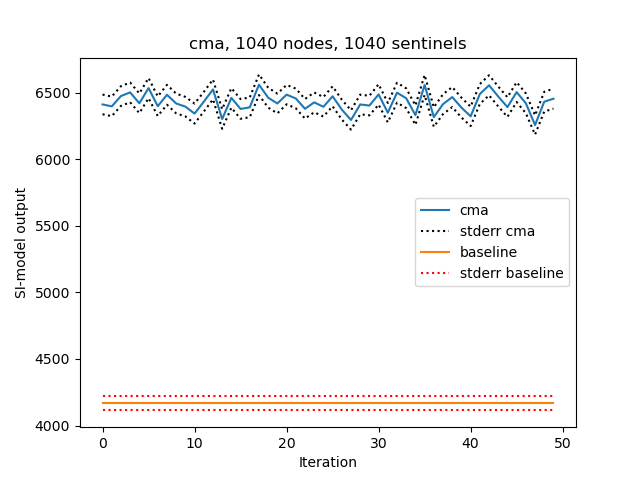 cma, 1040 nodes, 1040 sentinels
SI-model output
6500
6000
5500
5000
4500
4000
cma
stderr cma
baseline
stderr baseline
0 10 20 30 40 50
Iteration